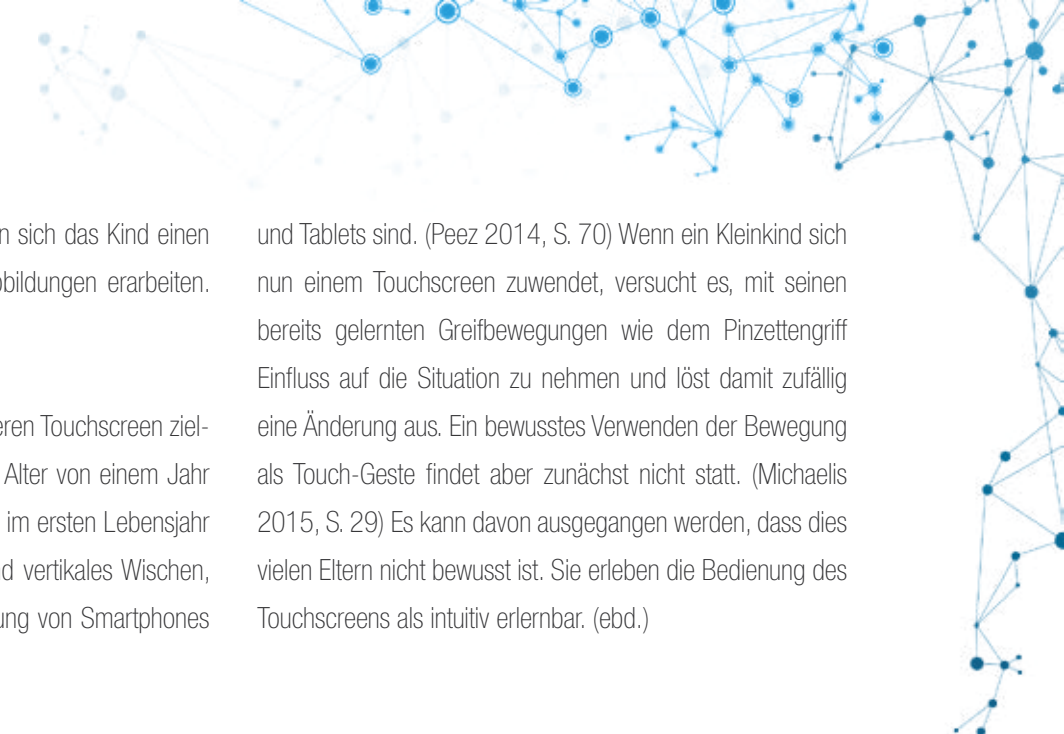 n sich das Kind einen
bildungen erarbeiten.
eren Touchscreen ziel-
Alter von einem Jahr
im ersten Lebensjahr
d vertikales Wischen,
ung von Smartphones
und Tablets sind. (Peez 2014, S. 70) Wenn ein Kleinkind sich
nun einem Touchscreen zuwendet, versucht es, mit seinen
bereits gelernten Greifbewegungen wie dem Pinzettengriff
Einfluss auf die Situation zu nehmen und löst damit zufällig
eine Änderung aus. Ein bewusstes Verwenden der Bewegung
als Touch-Geste findet aber zunächst nicht statt. (Michaelis
2015, S. 29) Es kann davon ausgegangen werden, dass dies
vielen Eltern nicht bewusst ist. Sie erleben die Bedienung des
Touchscreens als intuitiv erlernbar. (ebd.)